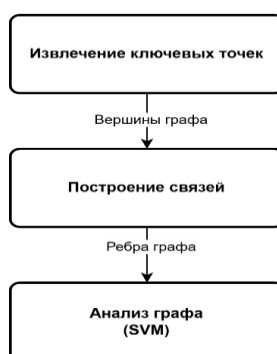 Извлечение ключевых точек
Вершины графа
Построение связей
Ребра графа
Анализ графа
(SVM)